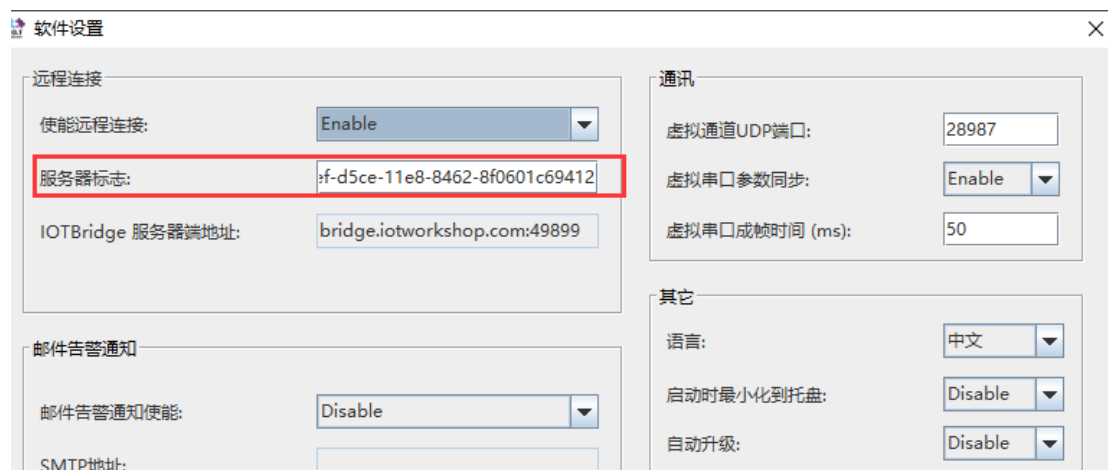 软件设置
远程连接
使能远程连接: Enable
服务器标志: ef-d5ce-11e8-8462-8f0601c69412
IOTBridge 服务器端地址: bridge.iotworkshop.com:49899
通讯
虚拟通道UDP端口: 28987
虚拟串口参数同步: Enable
虚拟串口成帧时间 (ms): 50
邮件告警通知
邮件告警通知使能: Disable
SMTP地址:
其它
语言: 中文
启动时最小化到托盘: Disable
自动升级: Disable